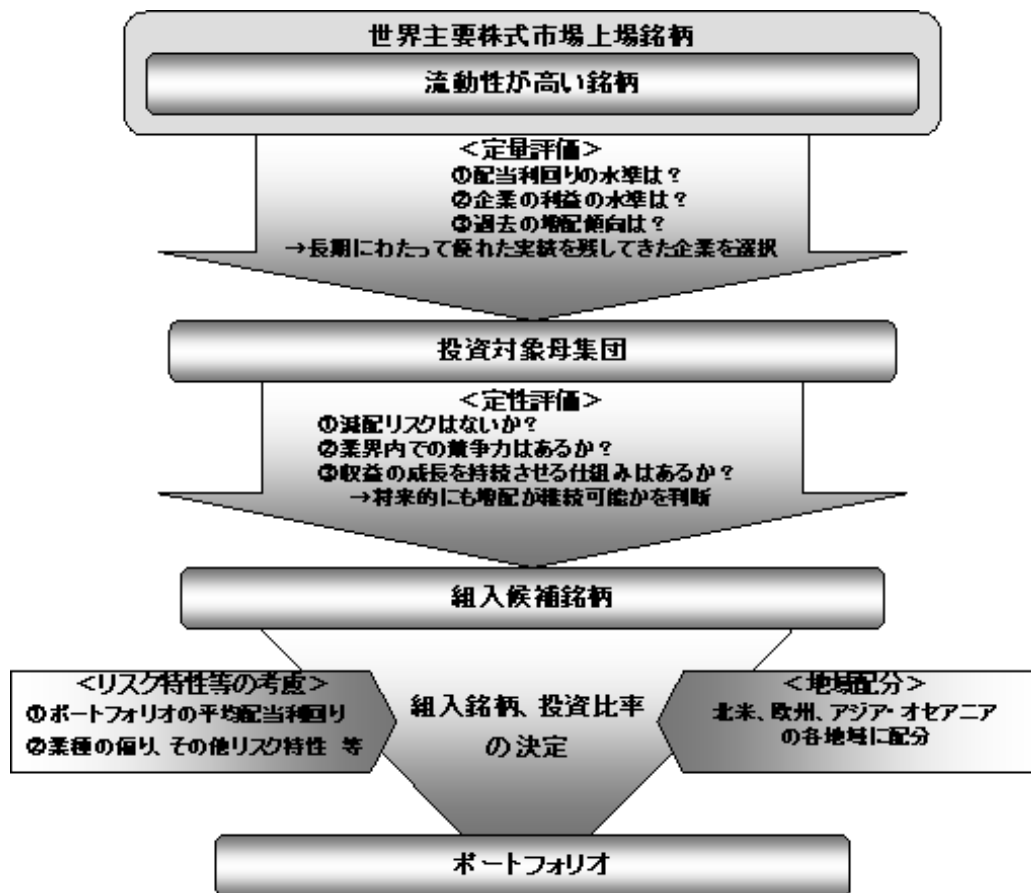 世界主要株式市場上場銘柄
流動性が高い銘柄
＜定量評価＞
①配当利回りの水準は？
②企業の利益の水準は？
③過去の増配傾向は？
→長期にわたって優れた実績を残してきた企業を選択
投資対象母集団
＜定性評価＞
①減配リスクはないか？
②業界内での競争力はあるか？
③収益の成長を持続させる仕組みはあるか？
→将来的にも増配が継続可能かを判断
組入候補銘柄
＜リスク特性等の考慮＞
①ポートフォリオの平均配当利回り
②業種の偏り、その他リスク特性 等
組入銘柄、投資比率
の決定
＜地域配分＞
北米、欧州、アジア・オセアニア
の各地域に配分
ポートフォリオ